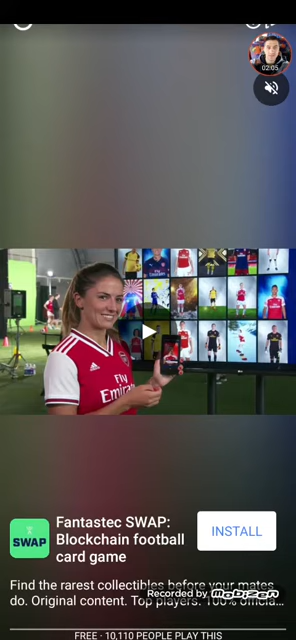 02:05
Fly
Emirates
SWAP
Fantastec SWAP:
Blockchain football
card game
INSTALL
Find the rarest collectibles before your mates
do. Original content. Top players. 100% officia...
Recorded by MOBIZEN
FREE · 10,110 PEOPLE PLAY THIS